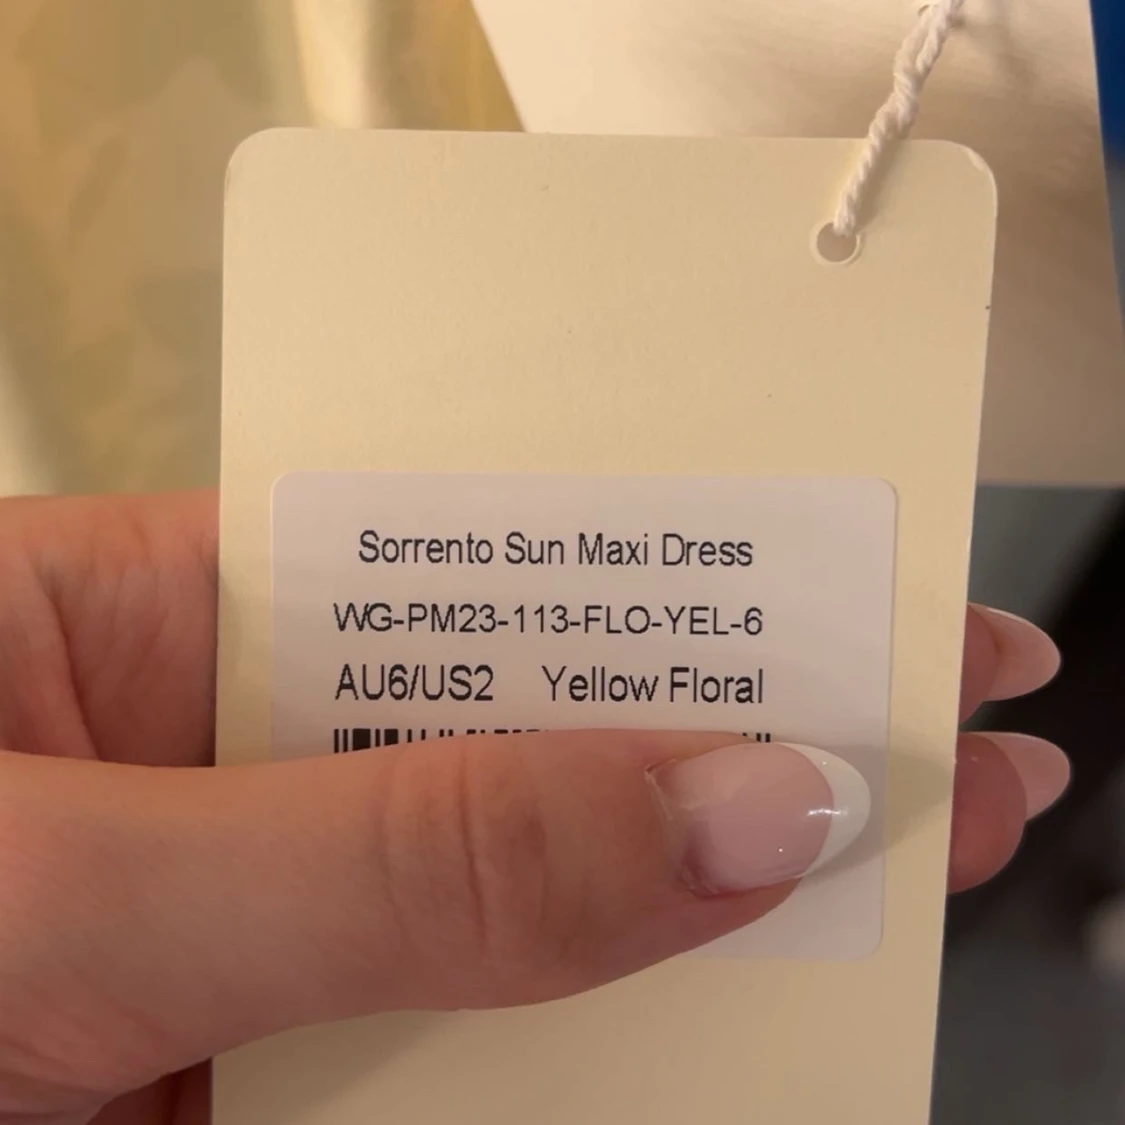 Sorrento Sun Maxi Dress
WG-PM23-113-FLO-YEL-6
AU6/US2 Yellow Floral